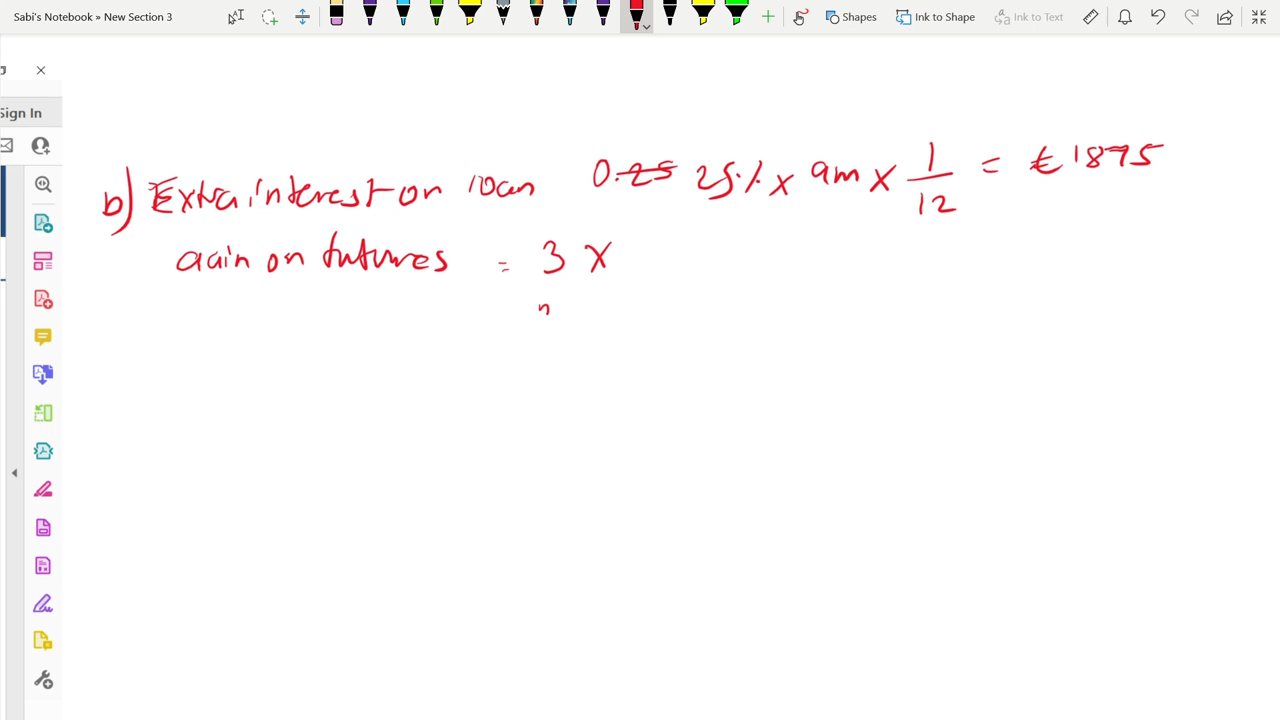 Sabi's Notebook » New Section 3
Shapes
Ink to Shape
Ink to Text
Sign In
b) Extra interest on loan 0.25 25% x 9m x 1/12 = € 1875
gain on futures = 3 X